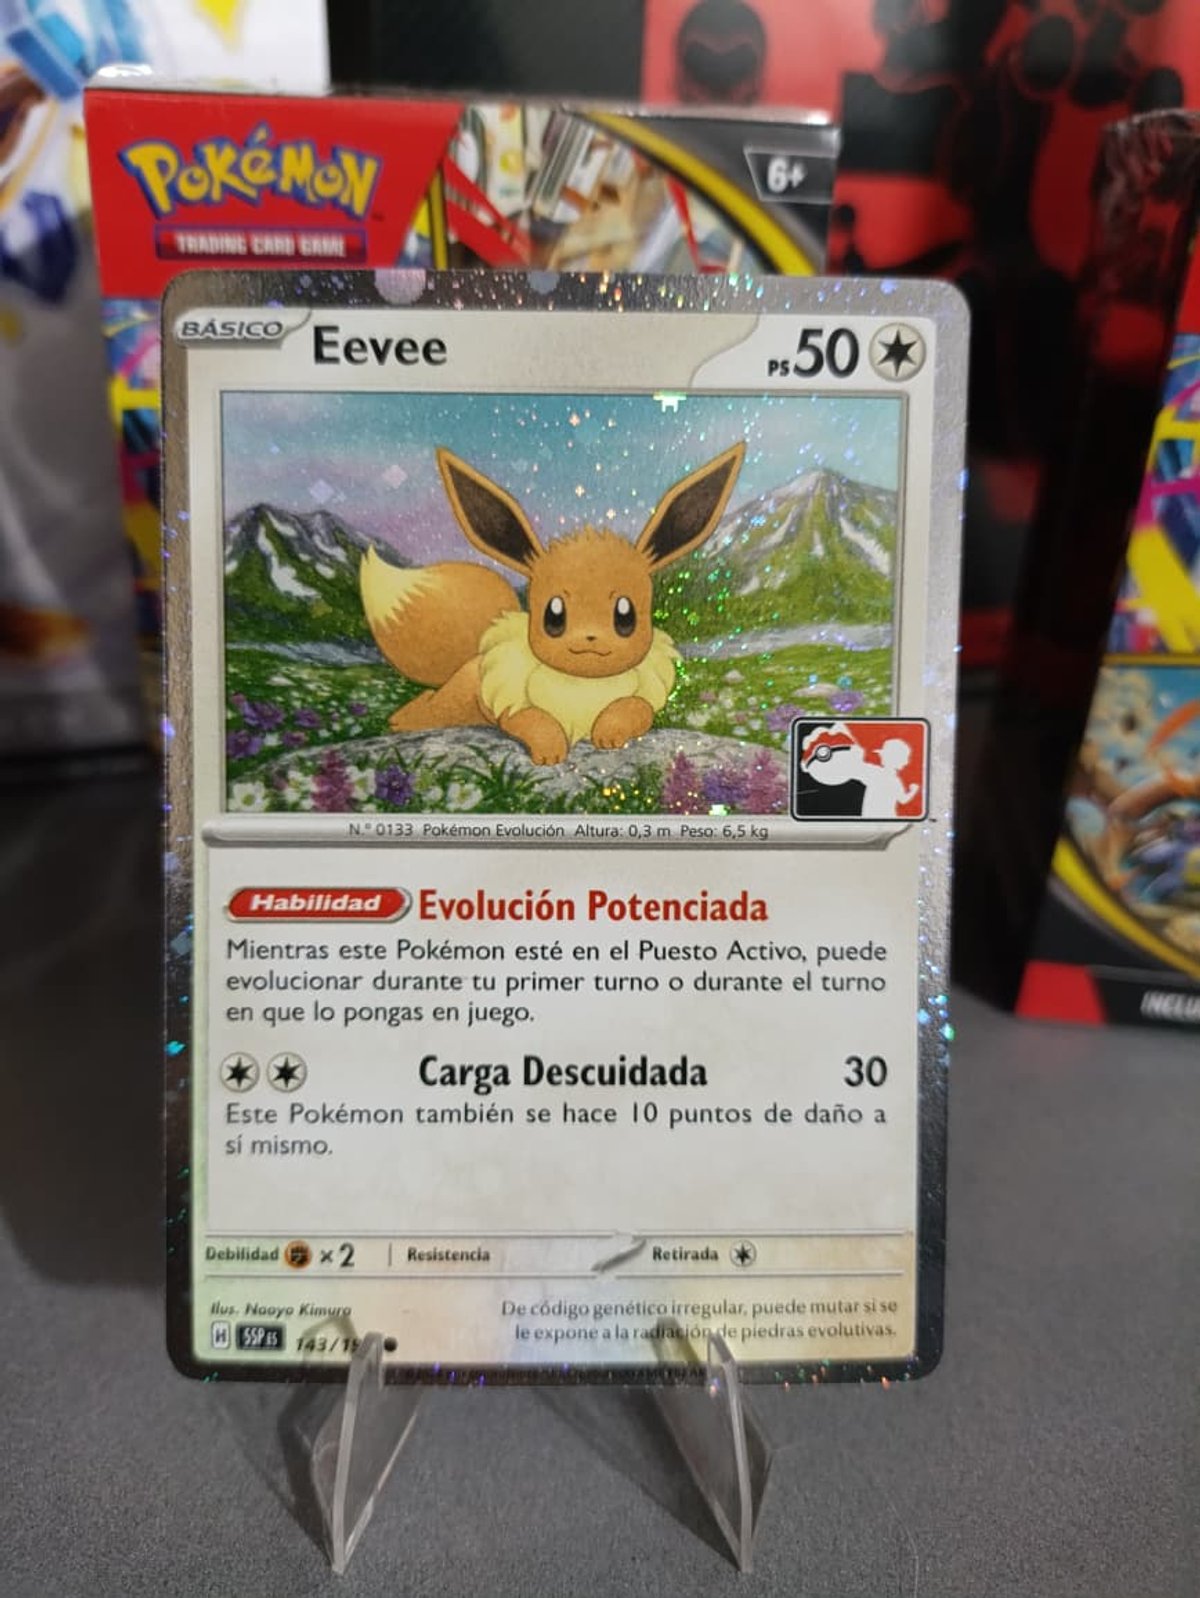 POKéMON
TRADING CARD GAME
6+
BÁSICO
Eevee
PS 50
N.º 0133 Pokémon Evolución Altura: 0,3 m Peso: 6,5 kg
Habilidad Evolución Potenciada
Mientras este Pokémon esté en el Puesto Activo, puede
evolucionar durante tu primer turno o durante el turno
en que lo pongas en juego.
Carga Descuidada 30
Este Pokémon también se hace 10 puntos de daño a
sí mismo.
Debilidad ×2 Resistencia Retirada
Ilus. Naoyo Kimura
De código genético irregular, puede mutar si se
le expone a la radiación de piedras evolutivas.
H SSP ES 143/19